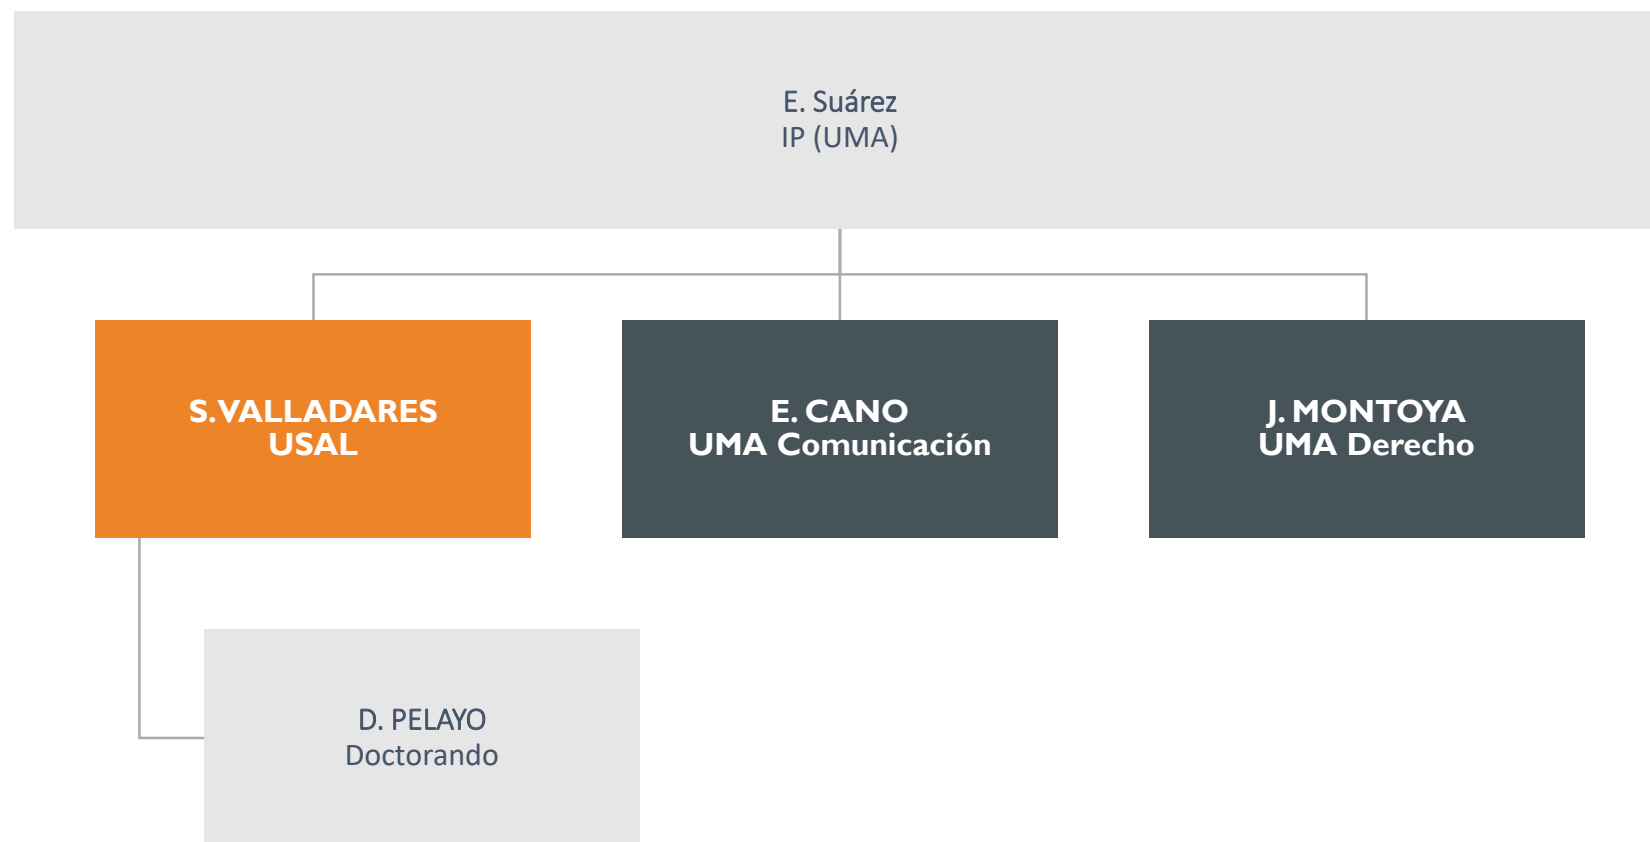 E. Suárez
IP (UMA)
S. VALLADARES
USAL
E. CANO
UMA Comunicación
J. MONTOYA
UMA Derecho
D. PELAYO
Doctorando